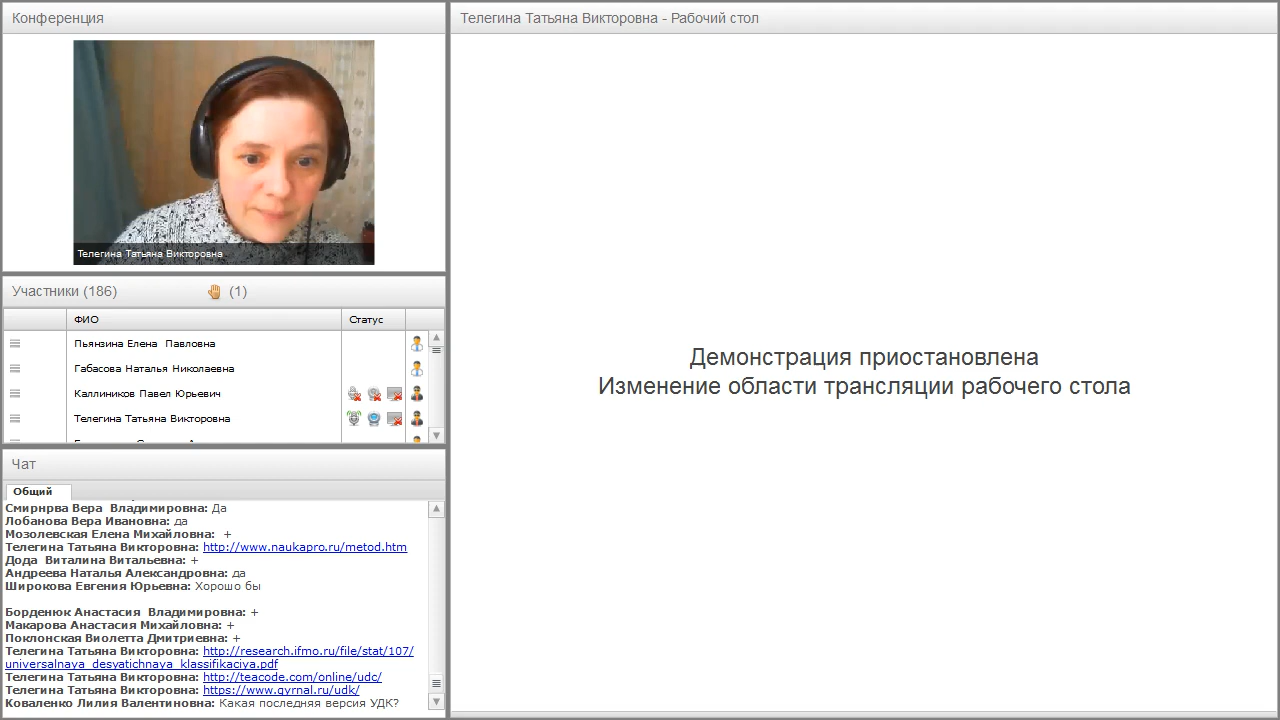 Конференция
Телегина Татьяна Викторовна - Рабочий стол
Телегина Татьяна Викторовна
Участники (186)
(1)
ФИО
Статус
Пьянзина Елена Павловна
Габасова Наталья Николаевна
Каллиников Павел Юрьевич
Телегина Татьяна Викторовна
Чат
Общий
Смирнрва Вера Владимировна: Да
Лобанова Вера Ивановна: да
Мозолевская Елена Михайловна: +
Телегина Татьяна Викторовна: http://www.naukapro.ru/metod.htm
Дода Виталина Витальевна: +
Андреева Наталья Александровна: да
Широкова Евгения Юрьевна: Хорошо бы
Борденюк Анастасия Владимировна: +
Макарова Анастасия Михайловна: +
Поклонская Виолетта Дмитриевна: +
Телегина Татьяна Викторовна: http://research.ifmo.ru/file/stat/107/
universalnaya_desyatichnaya_klassifikaciya.pdf
Телегина Татьяна Викторовна: http://teacode.com/online/udc/
Телегина Татьяна Викторовна: https://www.gyrnal.ru/udk/
Коваленко Лилия Валентиновна: Какая последняя версия УДК?
Демонстрация приостановлена
Изменение области трансляции рабочего стола